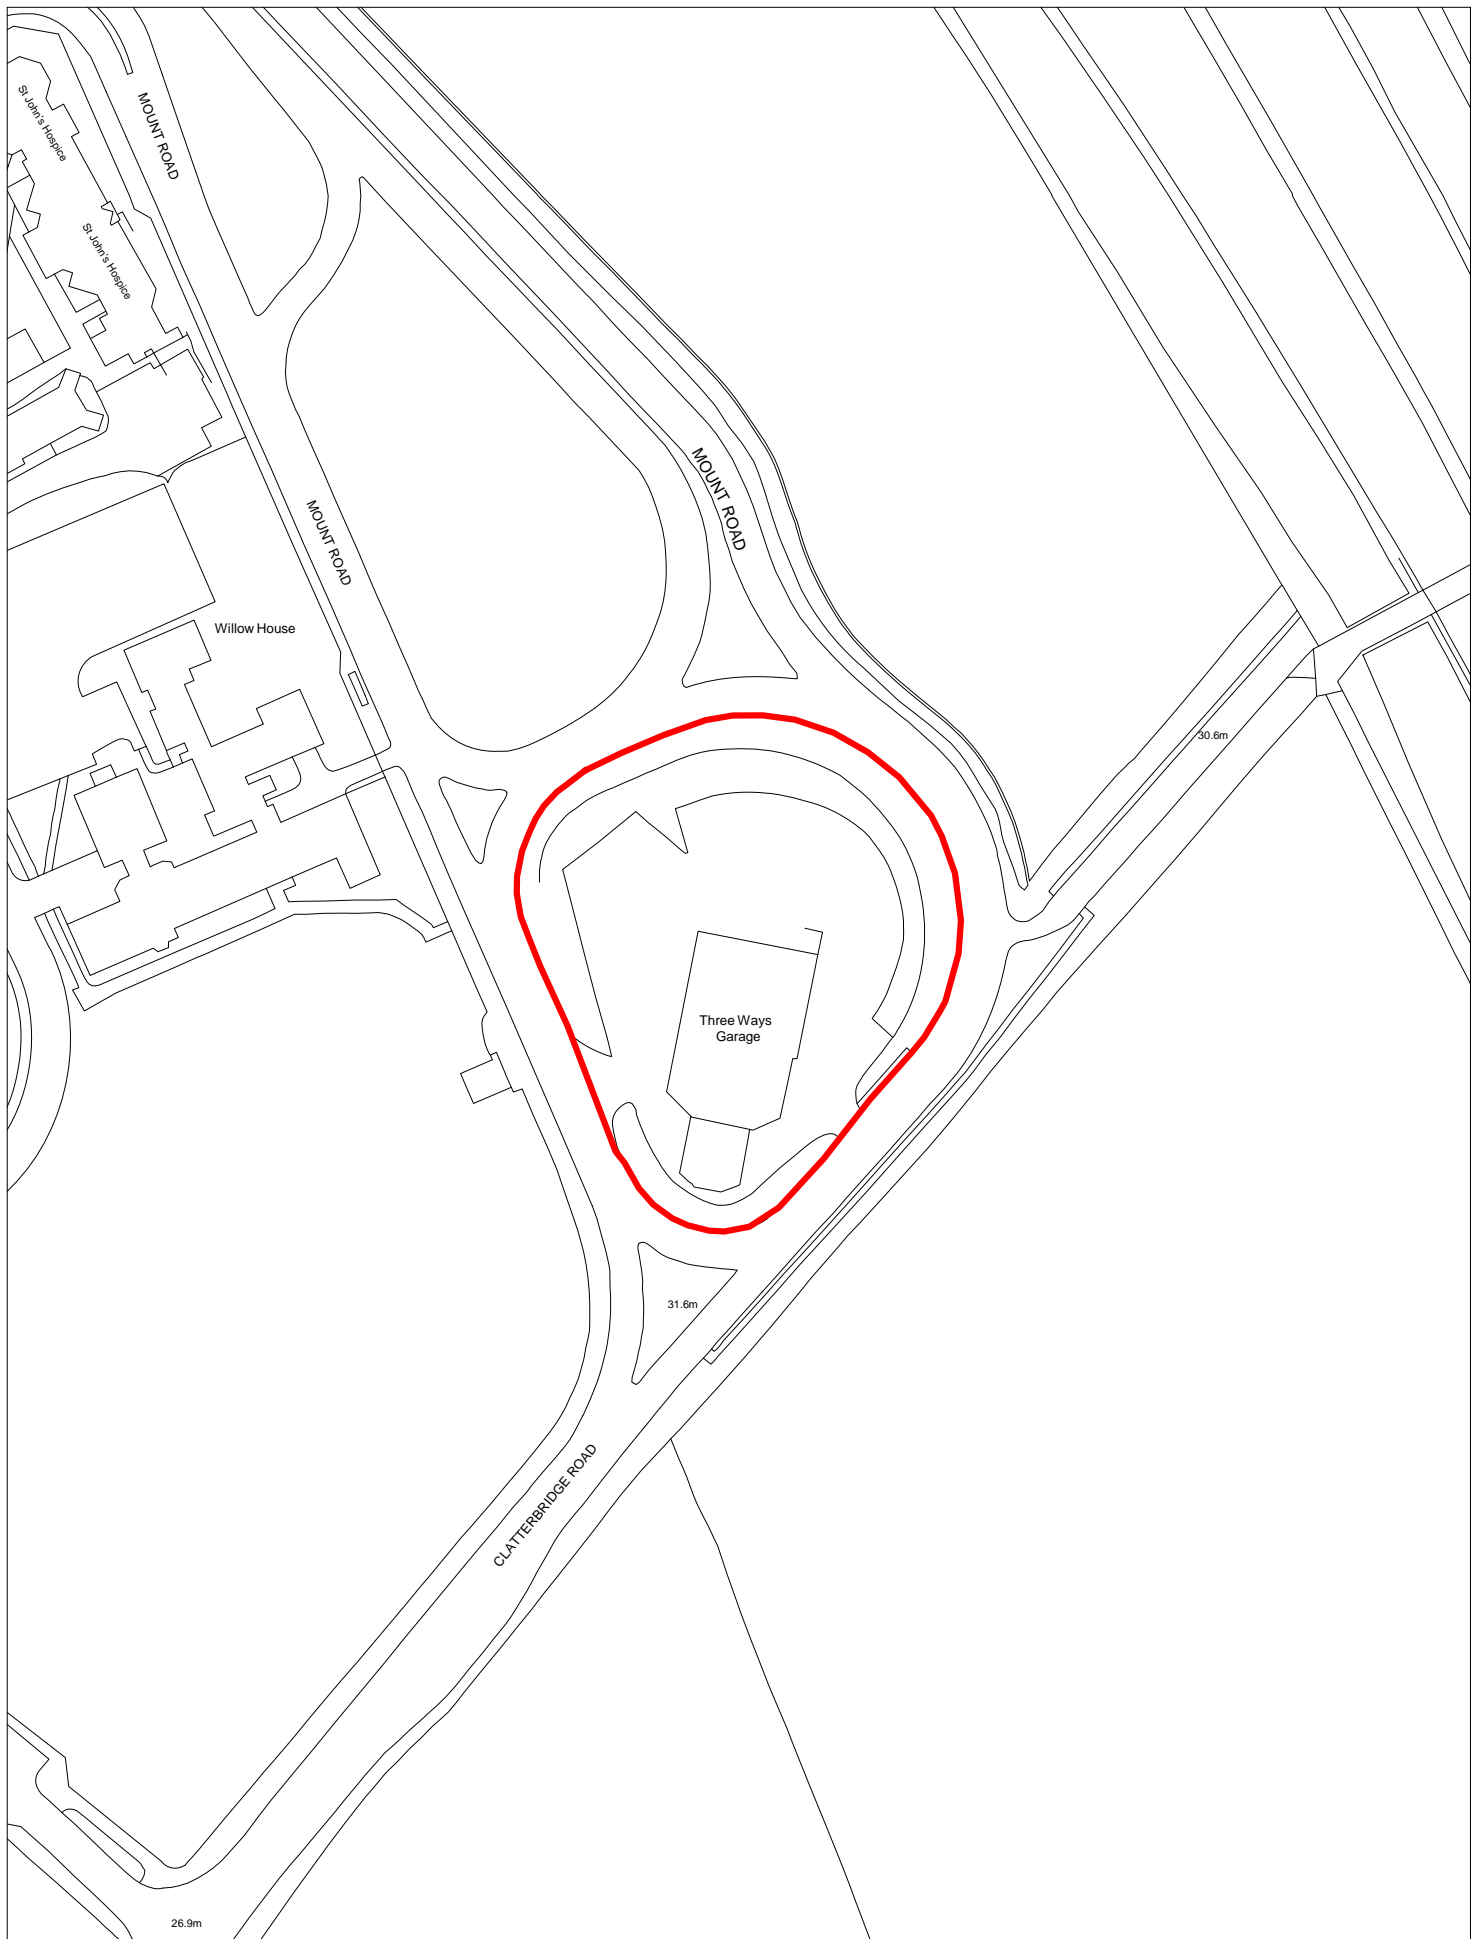 St John's Hospice
MOUNT ROAD
St John's Hospice
MOUNT ROAD
MOUNT ROAD
Willow House
30.6m
Three Ways
Garage
31.6m
CLATTERBRIDGE ROAD
26.9m